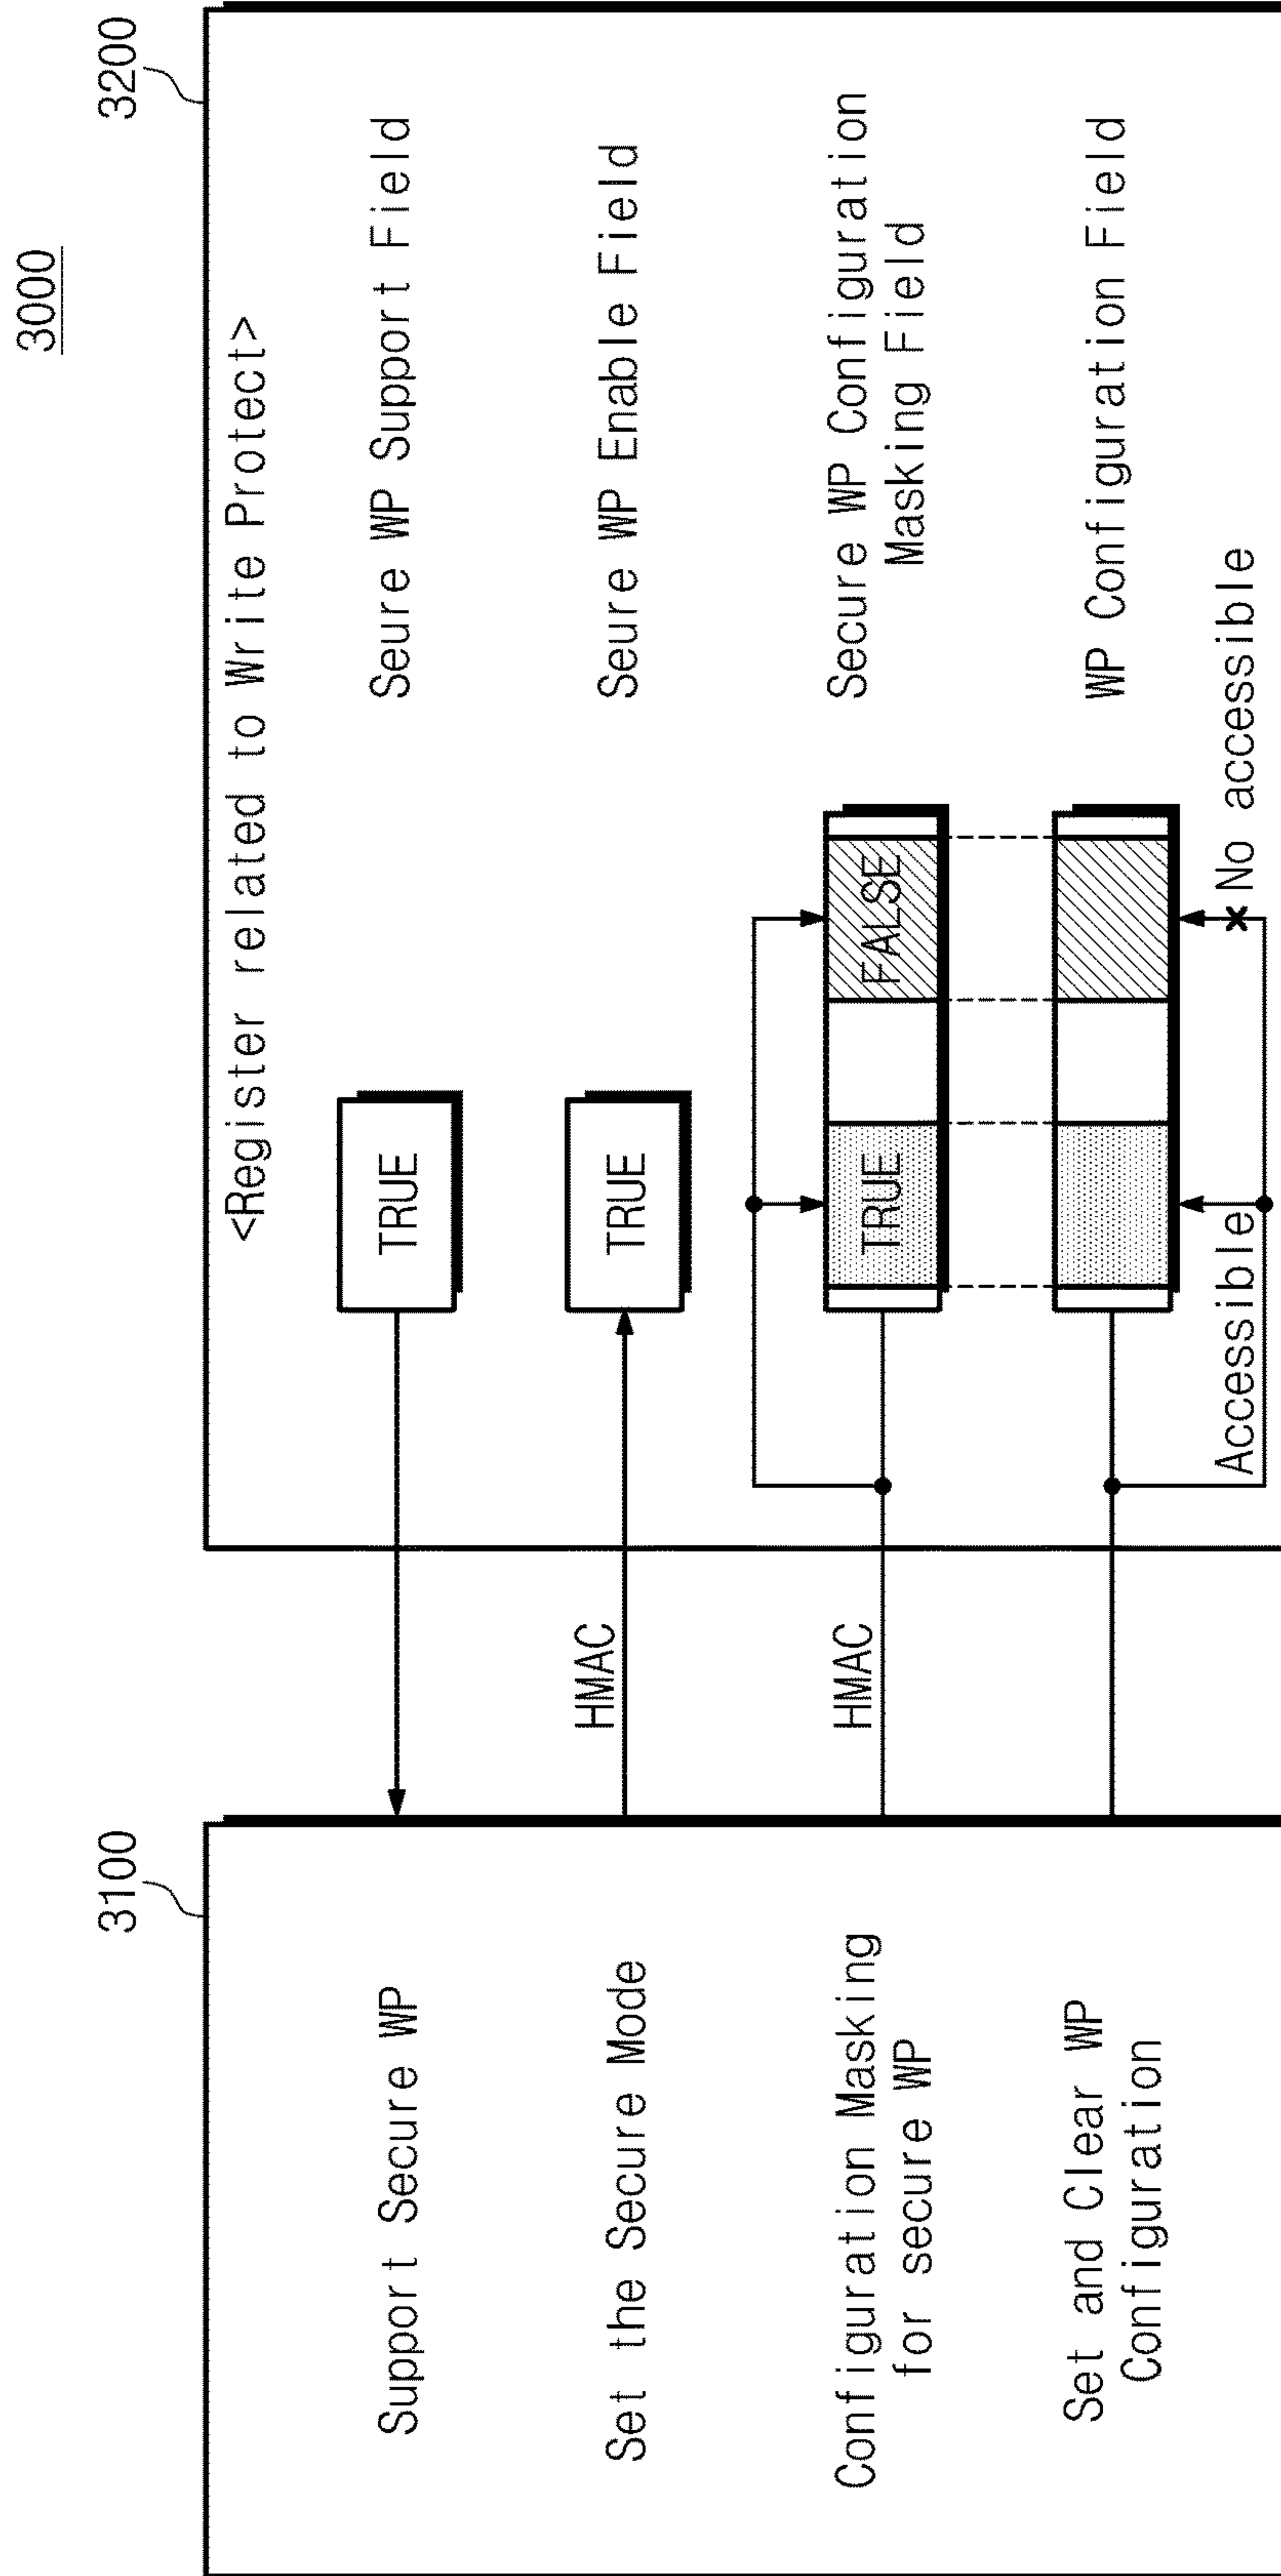 3000
3100
3200
<Register related to Write Protect>
Support Secure WP
TRUE
Seure WP Support Field
Set the Secure Mode
HMAC
TRUE
Seure WP Enable Field
Configuration Masking
for secure WP
HMAC
TRUE
FALSE
Secure WP Configuration
Masking Field
Set and Clear WP
Configuration
WP Configuration Field
Accessible
No accessible